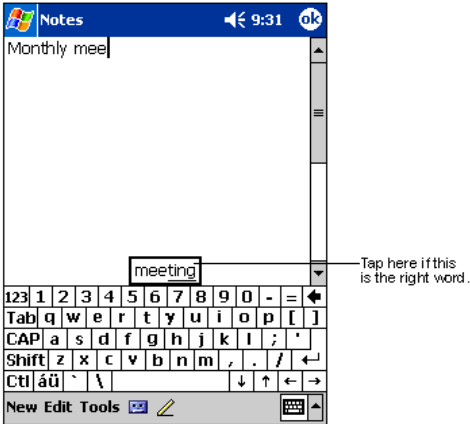 Notes 9:31 ok
Monthly mee
meeting
Tap here if this
is the right word.
123 1 2 3 4 5 6 7 8 9 0 - = ←
Tab q w e r t y u i o p [ ]
CAP a s d f g h j k l ; '
Shift z x c v b n m , . / ↵
Ctl áü ` \ ↓ ↑ ← →
New Edit Tools